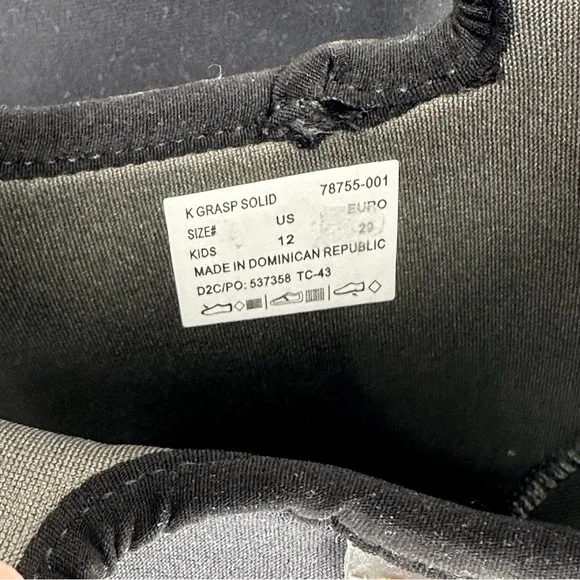 K GRASP SOLID 78755-001
SIZE# US EURO
KIDS 12 29
MADE IN DOMINICAN REPUBLIC
D2C/PO: 537358 TC-43